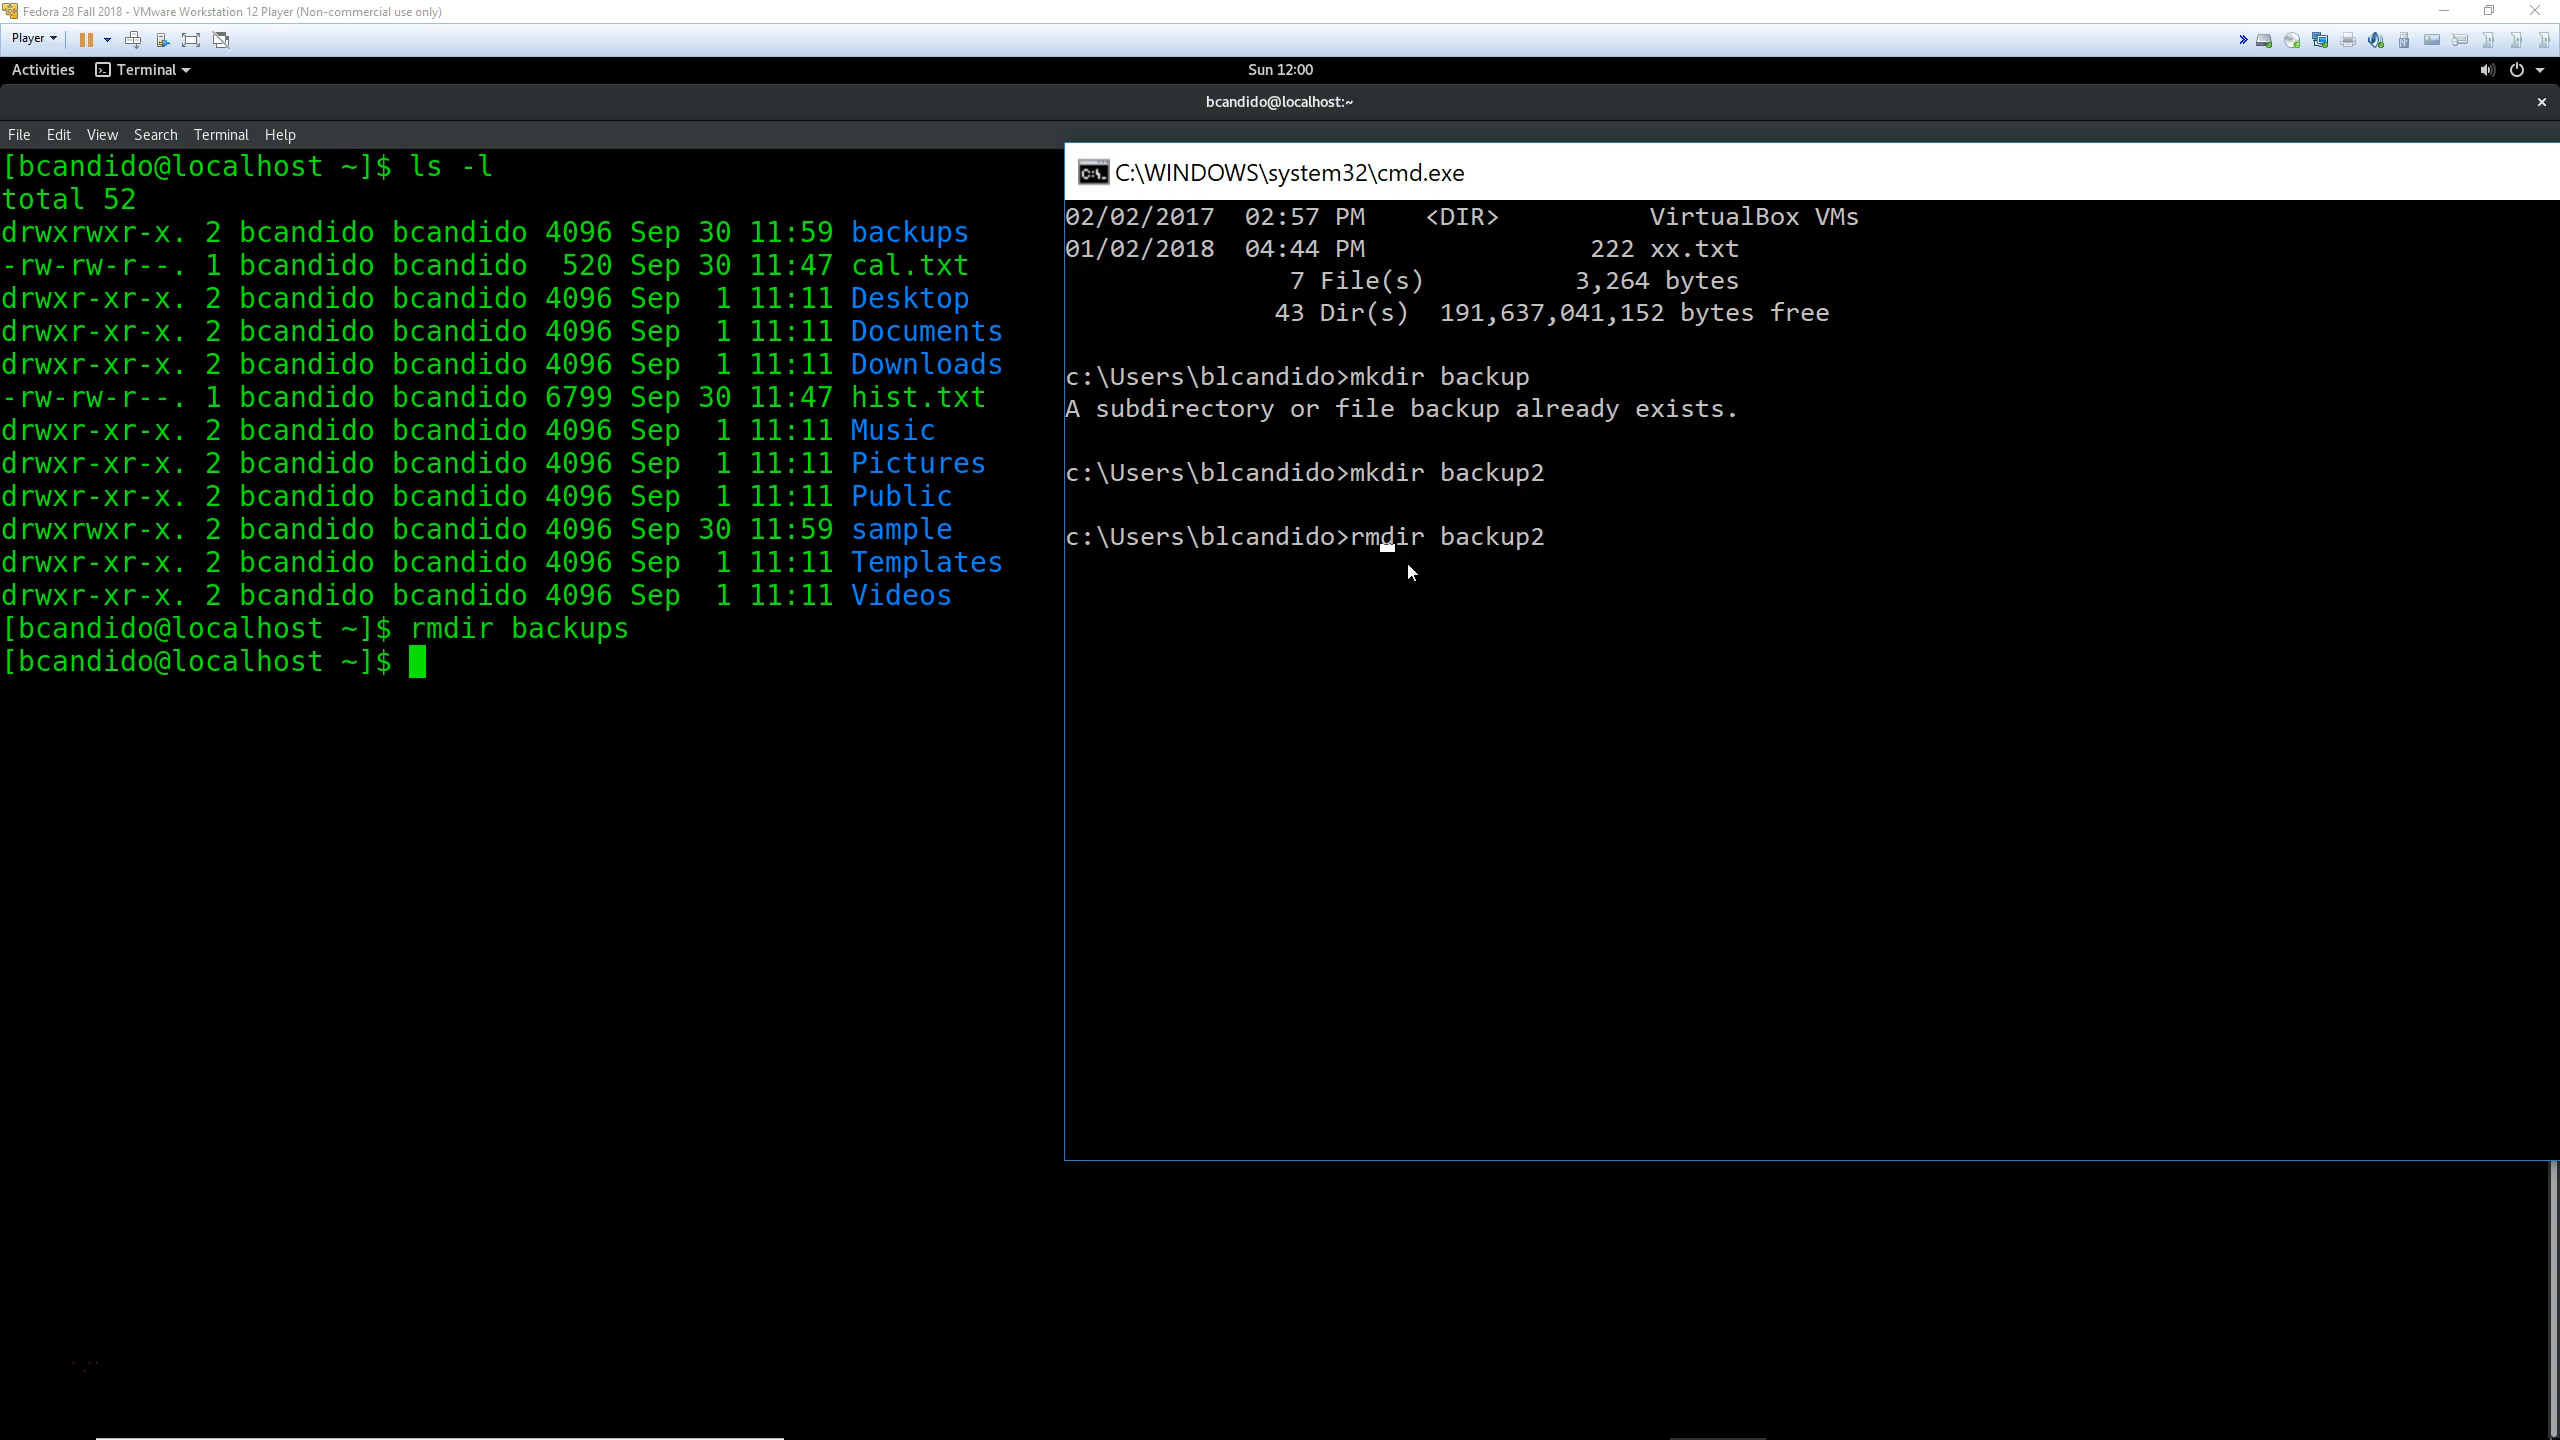 Fedora 28 Fall 2018 - VMware Workstation 12 Player (Non-commercial use only)
Player
Activities Terminal Sun 12:00
bcandido@localhost:~
File Edit View Search Terminal Help
[bcandido@localhost ~]$ ls -l
total 52
drwxrwxr-x. 2 bcandido bcandido 4096 Sep 30 11:59 backups
-rw-rw-r--. 1 bcandido bcandido  520 Sep 30 11:47 cal.txt
drwxr-xr-x. 2 bcandido bcandido 4096 Sep  1 11:11 Desktop
drwxr-xr-x. 2 bcandido bcandido 4096 Sep  1 11:11 Documents
drwxr-xr-x. 2 bcandido bcandido 4096 Sep  1 11:11 Downloads
-rw-rw-r--. 1 bcandido bcandido 6799 Sep 30 11:47 hist.txt
drwxr-xr-x. 2 bcandido bcandido 4096 Sep  1 11:11 Music
drwxr-xr-x. 2 bcandido bcandido 4096 Sep  1 11:11 Pictures
drwxr-xr-x. 2 bcandido bcandido 4096 Sep  1 11:11 Public
drwxrwxr-x. 2 bcandido bcandido 4096 Sep 30 11:59 sample
drwxr-xr-x. 2 bcandido bcandido 4096 Sep  1 11:11 Templates
drwxr-xr-x. 2 bcandido bcandido 4096 Sep  1 11:11 Videos
[bcandido@localhost ~]$ rmdir backups
[bcandido@localhost ~]$
C:\WINDOWS\system32\cmd.exe
02/02/2017  02:57 PM    <DIR>          VirtualBox VMs
01/02/2018  04:44 PM               222 xx.txt
               7 File(s)          3,264 bytes
              43 Dir(s)  191,637,041,152 bytes free
c:\Users\blcandido>mkdir backup
A subdirectory or file backup already exists.
c:\Users\blcandido>mkdir backup2
c:\Users\blcandido>rmdir backup2